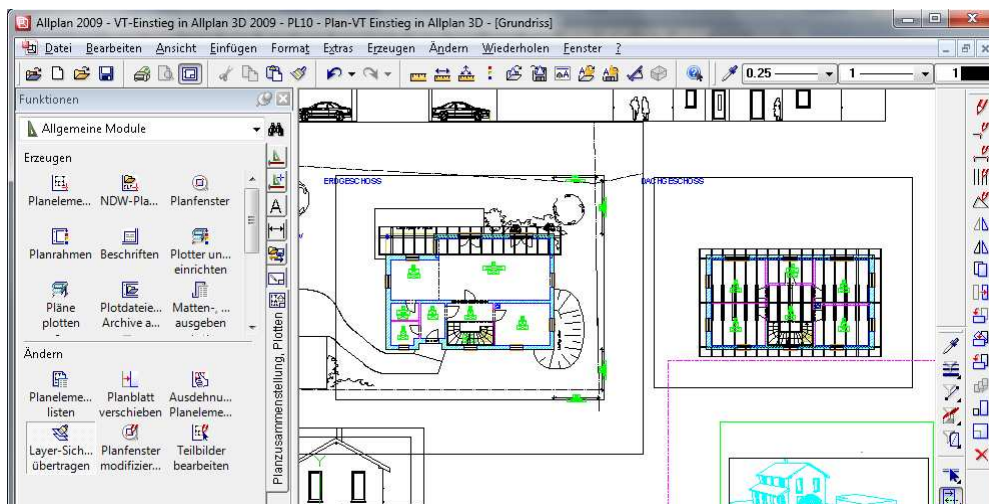 Allplan 2009 - VT-Einstieg in Allplan 3D 2009 - PL10 - Plan-VT Einstieg in Allplan 3D - [Grundriss]
Datei Bearbeiten Ansicht Einfügen Format Extras Erzeugen Ändern Wiederholen Fenster ?
0.25 1 1
Funktionen
Allgemeine Module
Erzeugen
Planeleme... NDW-Pla... Planfenster
Planrahmen Beschriften Plotter un...
einrichten
Pläne Plotdateie... Matten-, ...
plotten Archive a... ausgeben
Ändern
Planeleme... Planblatt Ausdehnu...
listen verschieben Planeleme...
Layer-Sich... Planfenster Teilbilder
übertragen modifizier... bearbeiten
Planzusammenstellung, Plotten
ERDGESCHOSS
DACHGESCHOSS